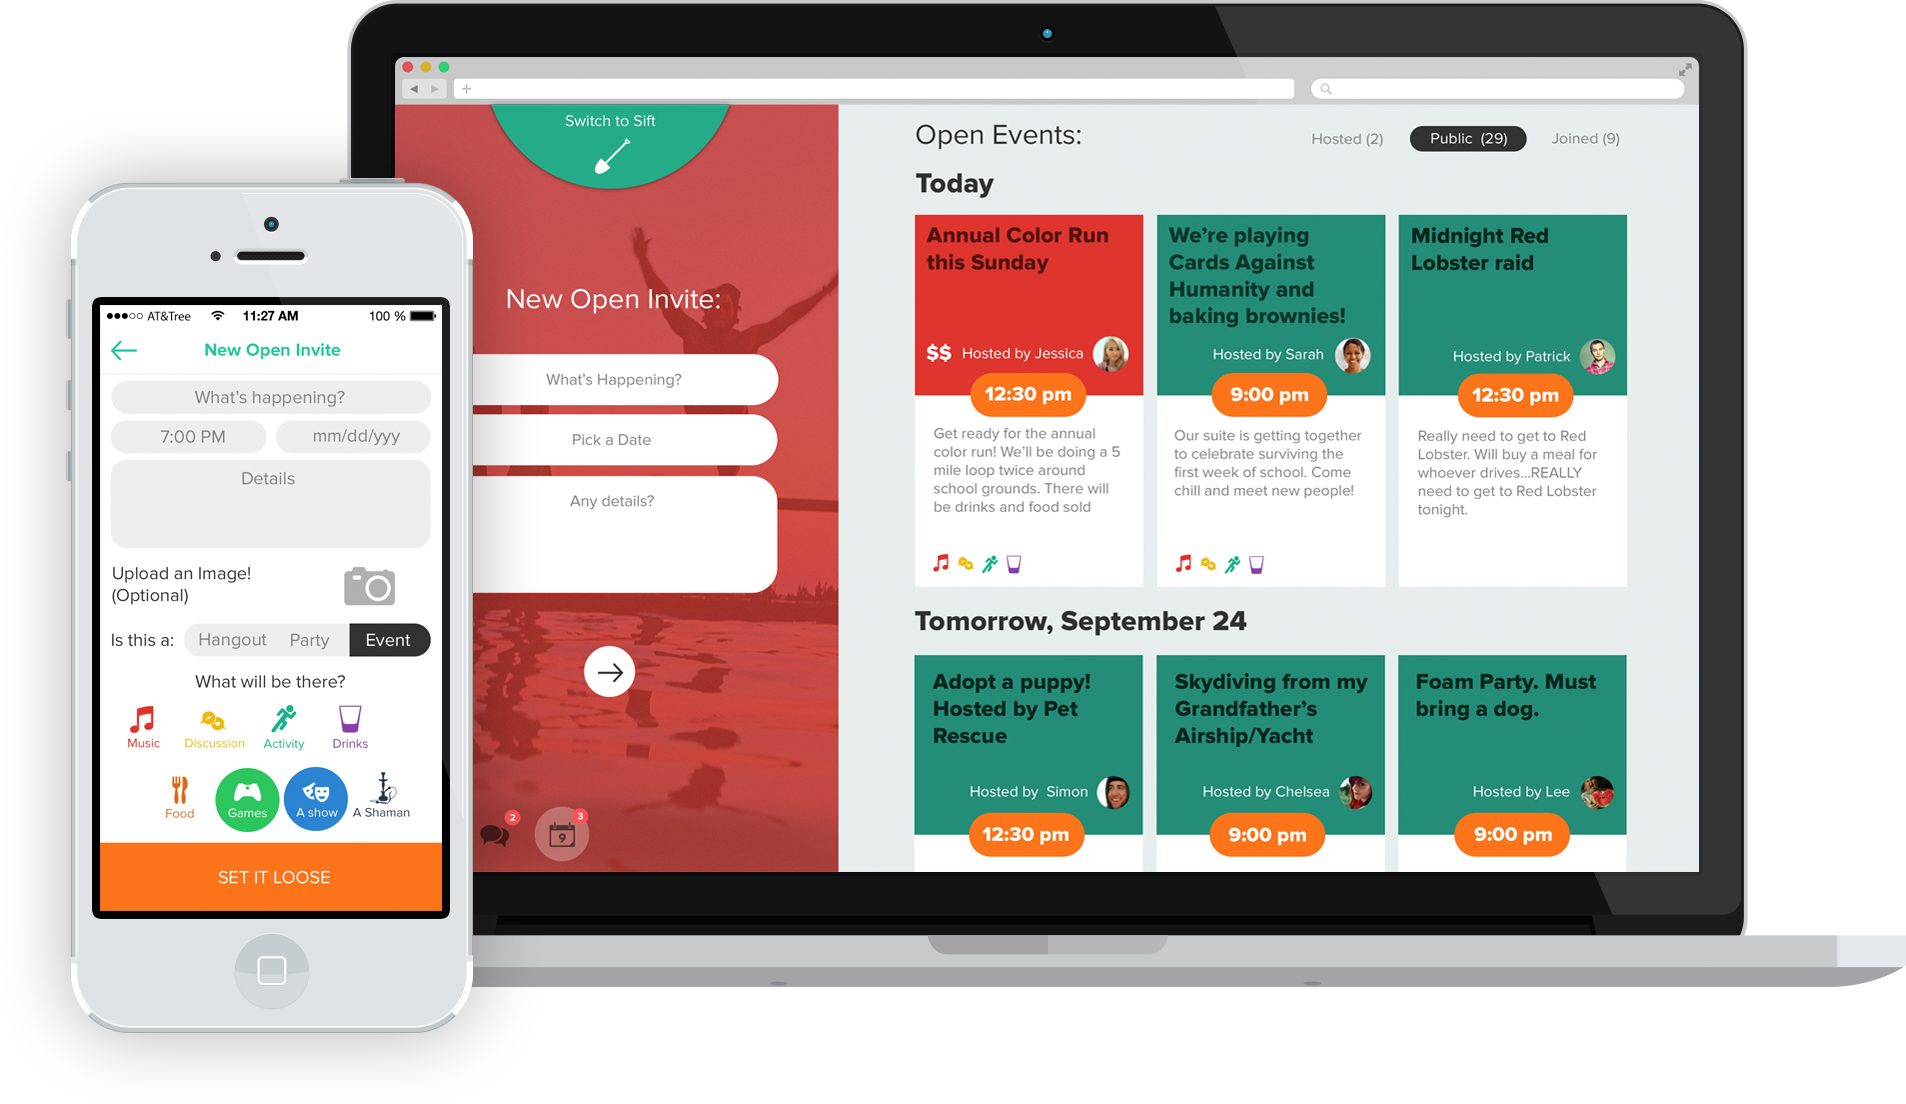 ●●●○○ AT&Tree 11:27 AM 100 %
New Open Invite
What's happening?
7:00 PM mm/dd/yyy
Details
Upload an Image!
(Optional)
Is this a: Hangout Party Event
What will be there?
Music Discussion Activity Drinks
Food Games A show A Shaman
SET IT LOOSE
Switch to Sift
New Open Invite:
What's Happening?
Pick a Date
Any details?
2
3
9
Open Events:
Hosted (2) Public (29) Joined (9)
Today
Annual Color Run
this Sunday
$$ Hosted by Jessica
12:30 pm
Get ready for the annual
color run! We'll be doing a 5
mile loop twice around
school grounds. There will
be drinks and food sold
We're playing
Cards Against
Humanity and
baking brownies!
Hosted by Sarah
9:00 pm
Our suite is getting together
to celebrate surviving the
first week of school. Come
chill and meet new people!
Midnight Red
Lobster raid
Hosted by Patrick
12:30 pm
Really need to get to Red
Lobster. Will buy a meal for
whoever drives...REALLY
need to get to Red Lobster
tonight.
Tomorrow, September 24
Adopt a puppy!
Hosted by Pet
Rescue
Hosted by Simon
12:30 pm
Skydiving from my
Grandfather's
Airship/Yacht
Hosted by Chelsea
9:00 pm
Foam Party. Must
bring a dog.
Hosted by Lee
9:00 pm